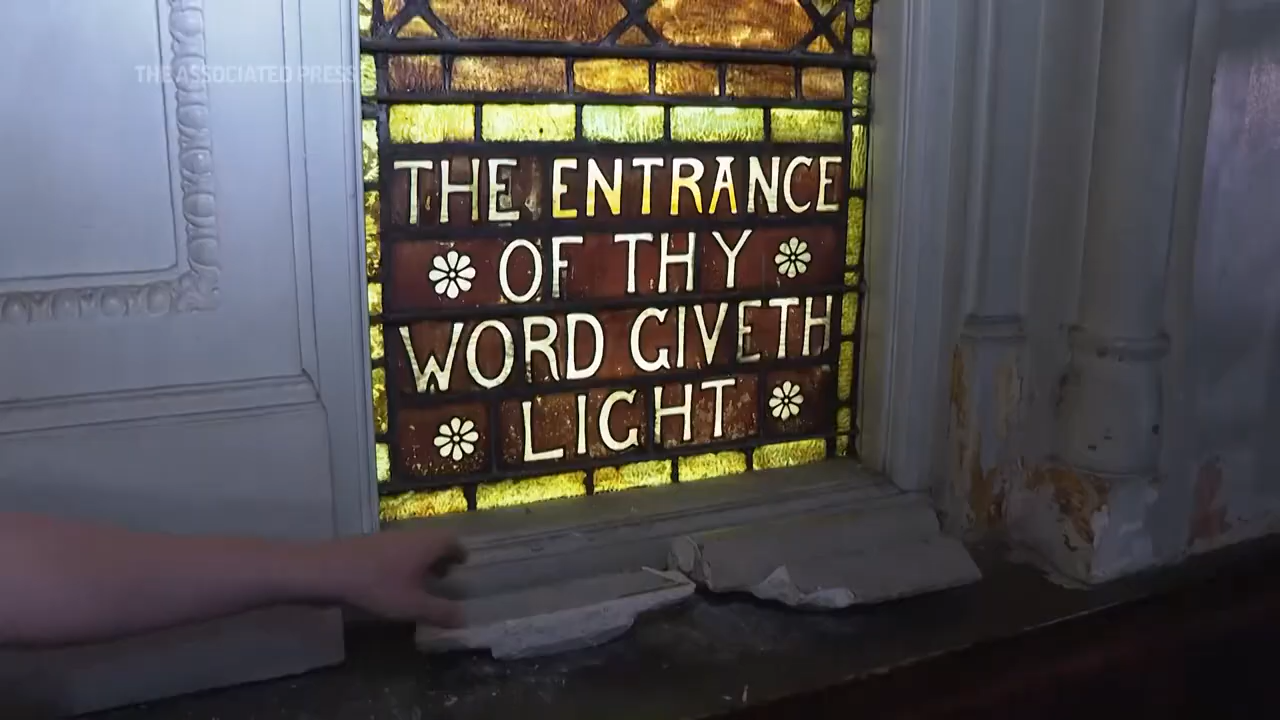 THE ASSOCIATED PRESS
THE ENTRANCE
OF THY
WORD GIVETH
LIGHT